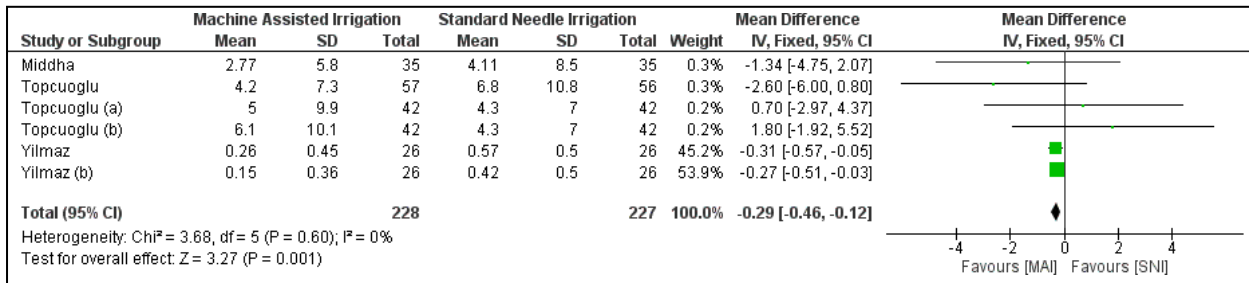 Machine Assisted Irrigation Standard Needle Irrigation Mean Difference Mean Difference
Study or Subgroup Mean SD Total Mean SD Total Weight IV, Fixed, 95% CI IV, Fixed, 95% CI
Middha 2.77 5.8 35 4.11 8.5 35 0.3% -1.34 [-4.75, 2.07]
Topcuoglu 4.2 7.3 57 6.8 10.8 56 0.3% -2.60 [-6.00, 0.80]
Topcuoglu (a) 5 9.9 42 4.3 7 42 0.2% 0.70 [-2.97, 4.37]
Topcuoglu (b) 6.1 10.1 42 4.3 7 42 0.2% 1.80 [-1.92, 5.52]
Yilmaz 0.26 0.45 26 0.57 0.5 26 45.2% -0.31 [-0.57, -0.05]
Yilmaz (b) 0.15 0.36 26 0.42 0.5 26 53.9% -0.27 [-0.51, -0.03]
Total (95% CI) 228 227 100.0% -0.29 [-0.46, -0.12]
Heterogeneity: Chi² = 3.68, df = 5 (P = 0.60); I² = 0%
Test for overall effect: Z = 3.27 (P = 0.001)
-4 -2 0 2 4
Favours [MAI] Favours [SNI]